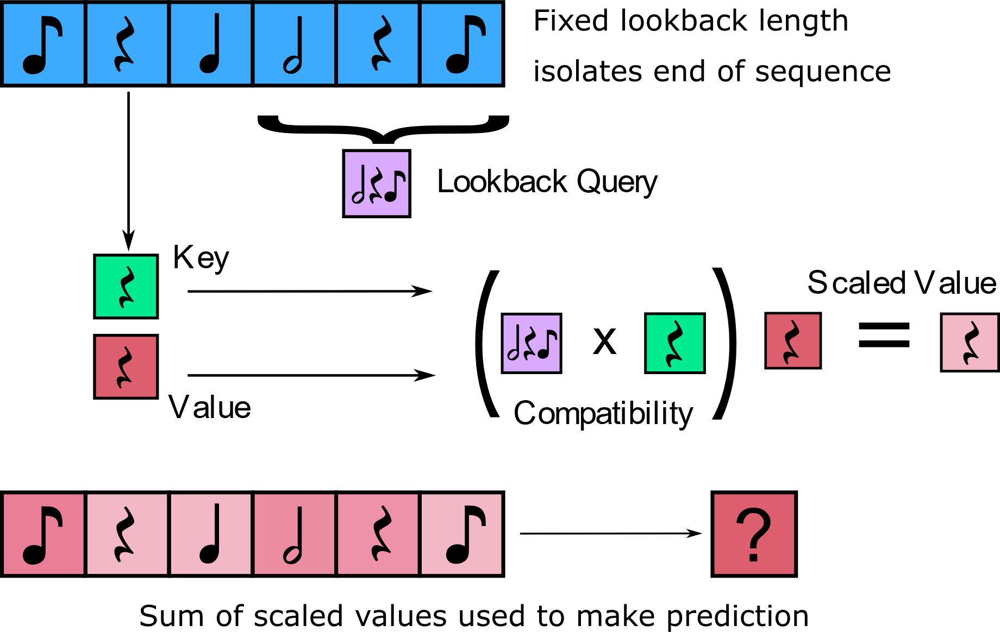 Fixed lookback length
isolates end of sequence
Lookback Query
Key
Value
x
Compatibility
Scaled Value
=
?
Sum of scaled values used to make prediction